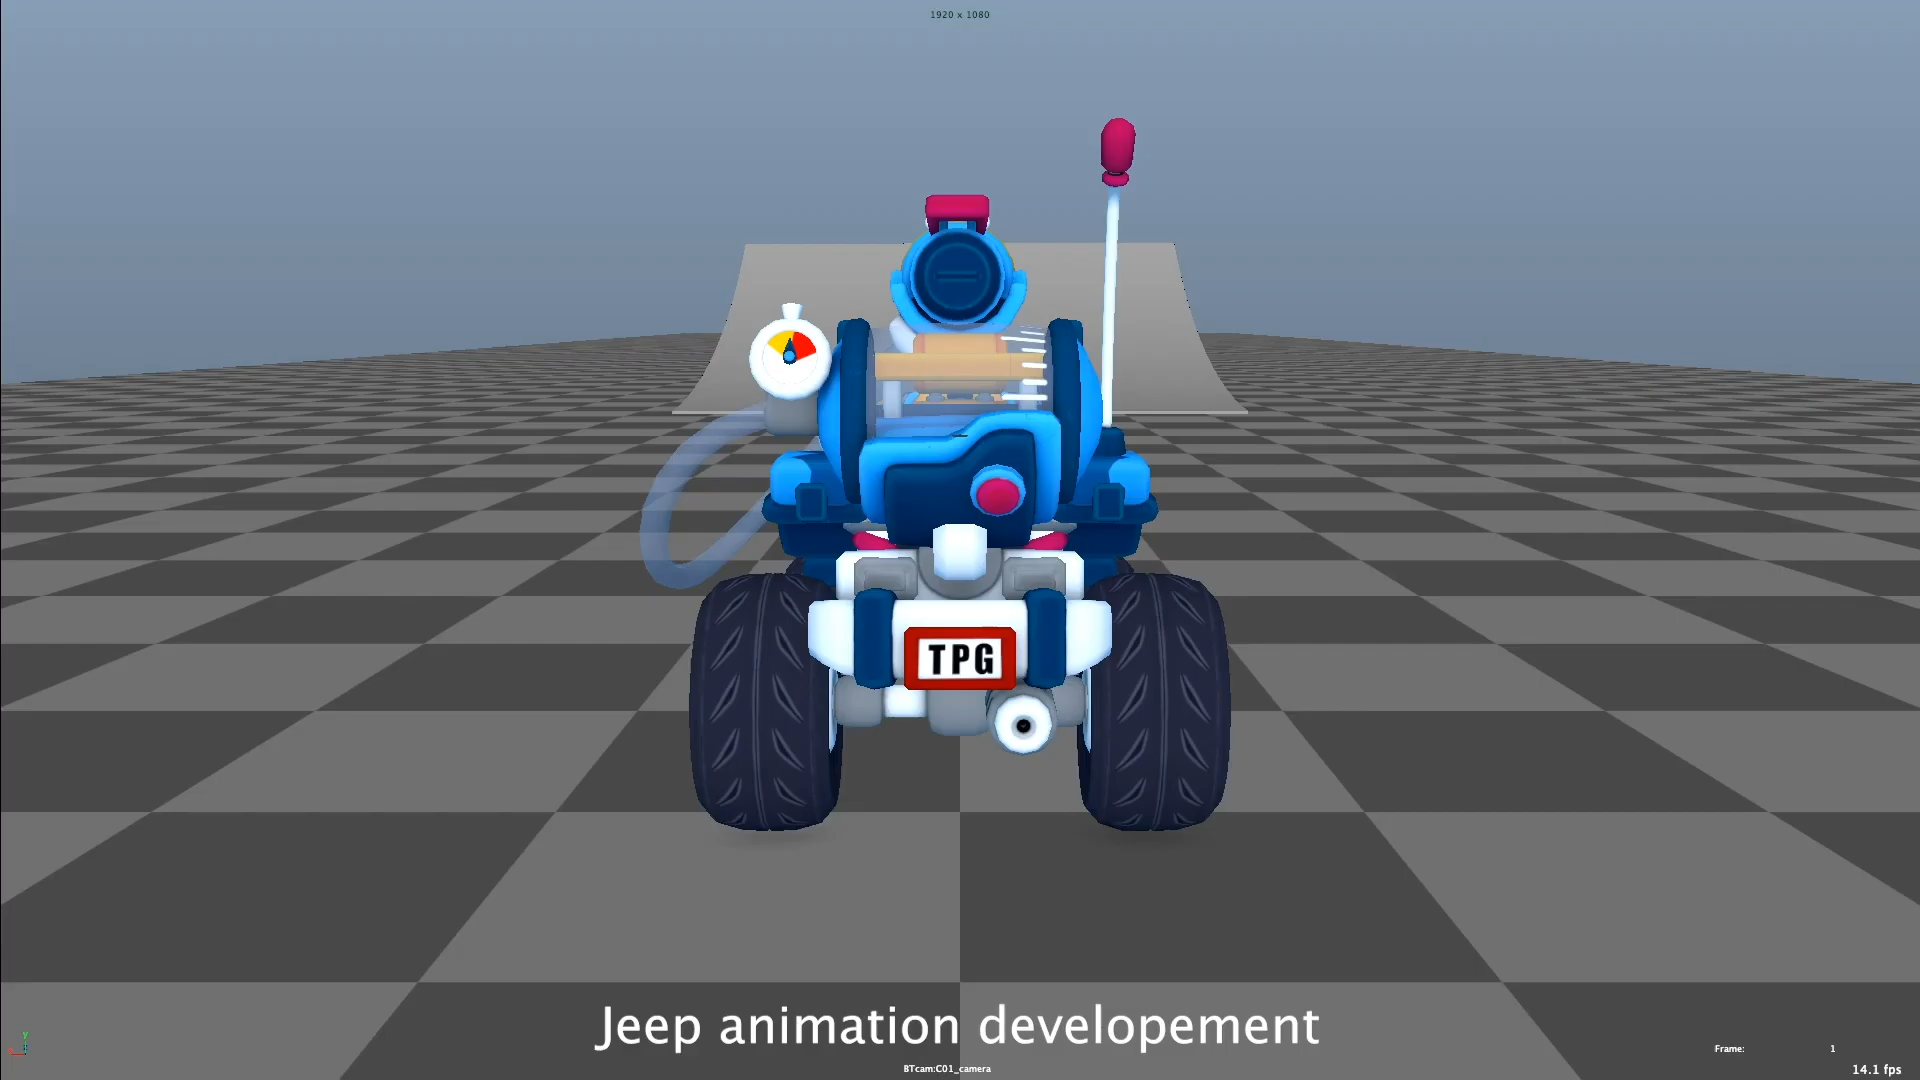 1920 x 1080
TPG
Jeep animation developement
Frame: 1
BTcam:C01_camera
14.1 fps
Y